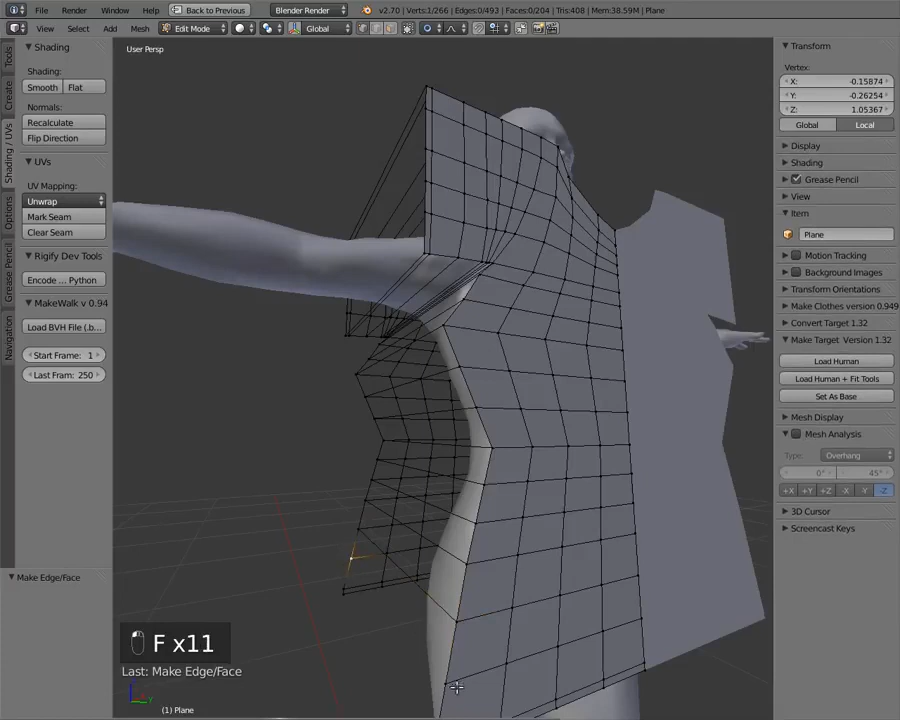 File Render Window Help Back to Previous Blender Render v2.70 | Verts:1/266 | Edges:0/493 | Faces:0/204 | Tris:408 | Mem:38.59M | Plane
View Select Add Mesh Edit Mode Global
User Persp
Tools
Create
Shading / UVs
Options
Grease Pencil
Navigation
Shading
Shading:
Smooth Flat
Normals:
Recalculate
Flip Direction
UVs
UV Mapping:
Unwrap
Mark Seam
Clear Seam
Rigify Dev Tools
Encode ... Python
MakeWalk v 0.94
Load BVH File (.b...
Start Frame: 1
Last Fram: 250
Make Edge/Face
F x11
Last: Make Edge/Face
(1) Plane
Transform
Vertex:
X: -0.15874
Y: -0.26254
Z: 1.05367
Global Local
Display
Shading
Grease Pencil
View
Item
Plane
Motion Tracking
Background Images
Transform Orientations
Make Clothes version 0.949
Convert Target 1.32
Make Target Version 1.32
Load Human
Load Human + Fit Tools
Set As Base
Mesh Display
Mesh Analysis
Type: Overhang
0° 45°
+X +Y +Z -X -Y -Z
3D Cursor
Screencast Keys